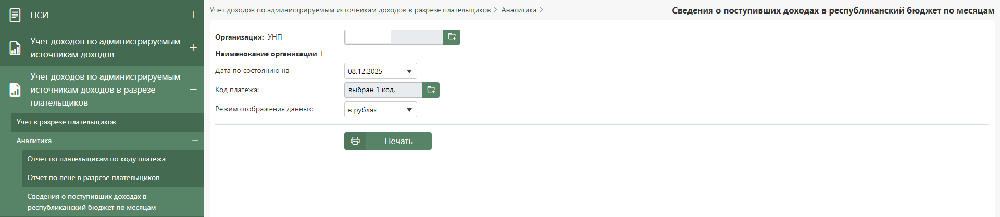 НСИ
Учет доходов по администрируемым
источникам доходов
Учет доходов по администрируемым
источникам доходов в разрезе
плательщиков
Учет в разрезе плательщиков
Аналитика
Отчет по плательщикам по коду платежа
Отчет по пене в разрезе плательщиков
Сведения о поступивших доходах в
республиканский бюджет по месяцам
Учет доходов по администрируемым источникам доходов в разрезе плательщиков > Аналитика >
Сведения о поступивших доходах в республиканский бюджет по месяцам
Организация: УНП
Наименование организации
Дата по состоянию на 08.12.2025
Код платежа: выбран 1 код.
Режим отображения данных: в рублях
Печать